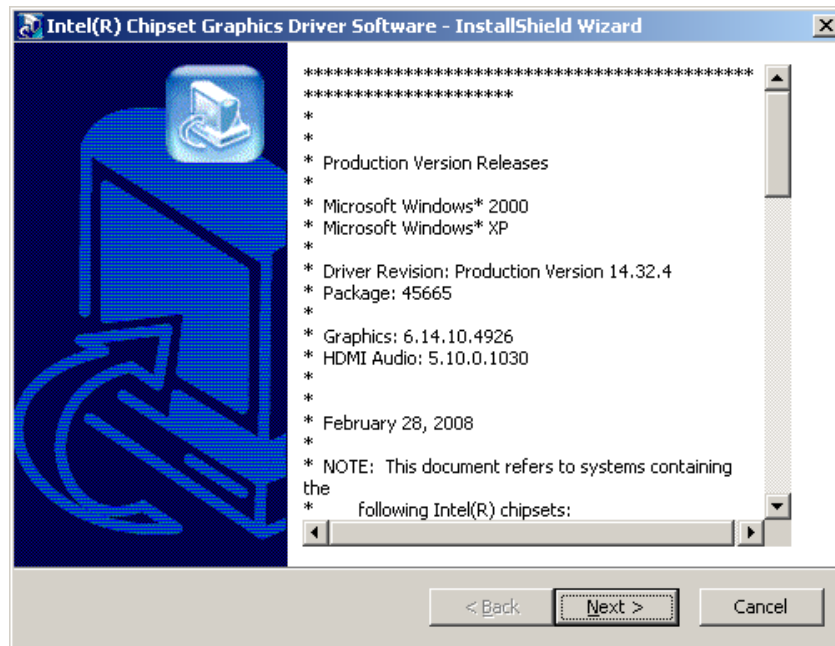 Intel(R) Chipset Graphics Driver Software - InstallShield Wizard
*********************************************
*********************
*
*
* Production Version Releases
*
* Microsoft Windows* 2000
* Microsoft Windows* XP
*
* Driver Revision: Production Version 14.32.4
* Package: 45665
*
* Graphics: 6.14.10.4926
* HDMI Audio: 5.10.0.1030
*
*
* February 28, 2008
*
* NOTE: This document refers to systems containing
the
* following Intel(R) chipsets:
< Back
Next >
Cancel